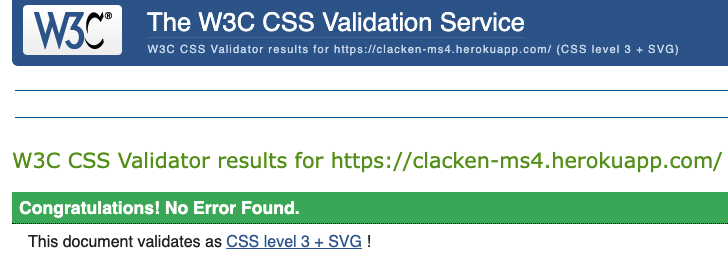 W3C® The W3C CSS Validation Service
W3C CSS Validator results for https://clacken-ms4.herokuapp.com/ (CSS level 3 + SVG)
W3C CSS Validator results for https://clacken-ms4.herokuapp.com/
Congratulations! No Error Found.
This document validates as CSS level 3 + SVG !